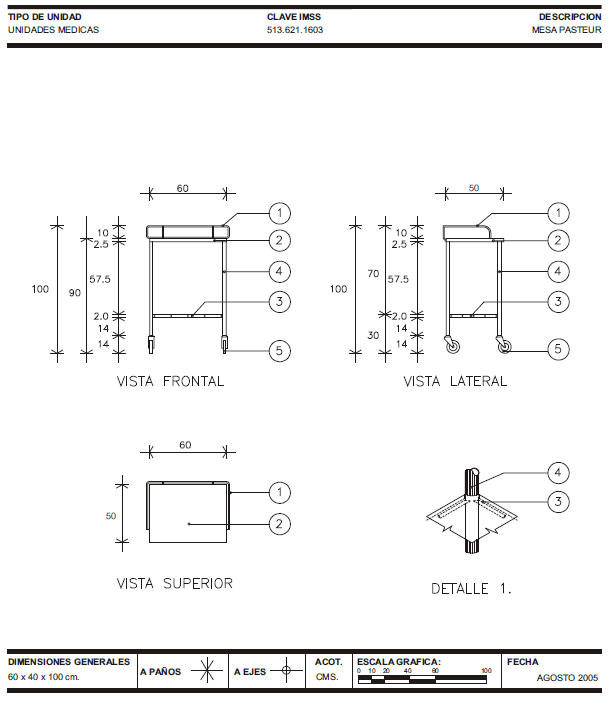 TIPO DE UNIDAD CLAVE IMSS DESCRIPCION
UNIDADES MEDICAS 513.621.1603 MESA PASTEUR
60
50
1
10
2
2.5
4
57.5
100
90
3
2.0
14
5
14
VISTA FRONTAL
1
10
2
2.5
70
4
57.5
100
3
2.0
30
14
5
14
VISTA LATERAL
60
1
50
2
VISTA SUPERIOR
4
3
DETALLE 1.
DIMENSIONES GENERALES
60 x 40 x 100 cm.
A PAÑOS
A EJES
ACOT.
CMS.
ESCALA GRAFICA:
0 10 20 40 60 100
FECHA
AGOSTO 2005